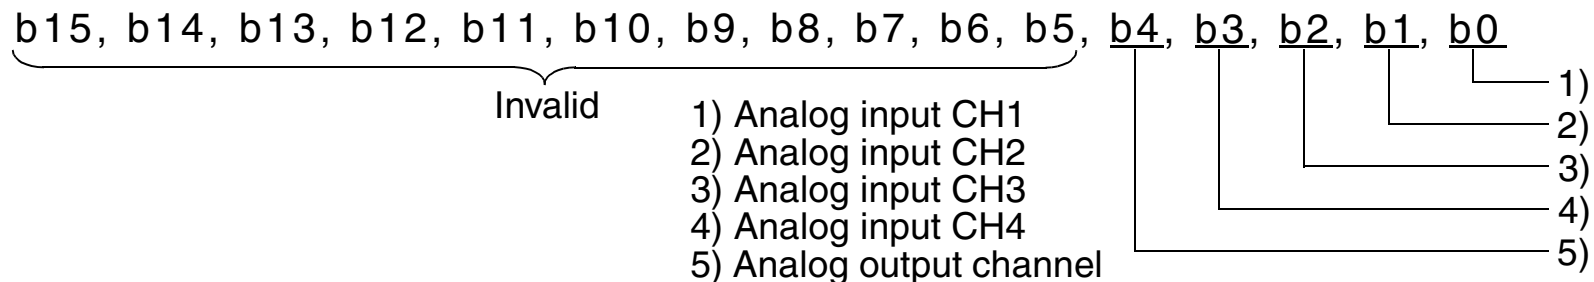 b15, b14, b13, b12, b11, b10, b9, b8, b7, b6, b5, b4, b3, b2, b1, b0
Invalid
1) Analog input CH1
2) Analog input CH2
3) Analog input CH3
4) Analog input CH4
5) Analog output channel
1)
2)
3)
4)
5)